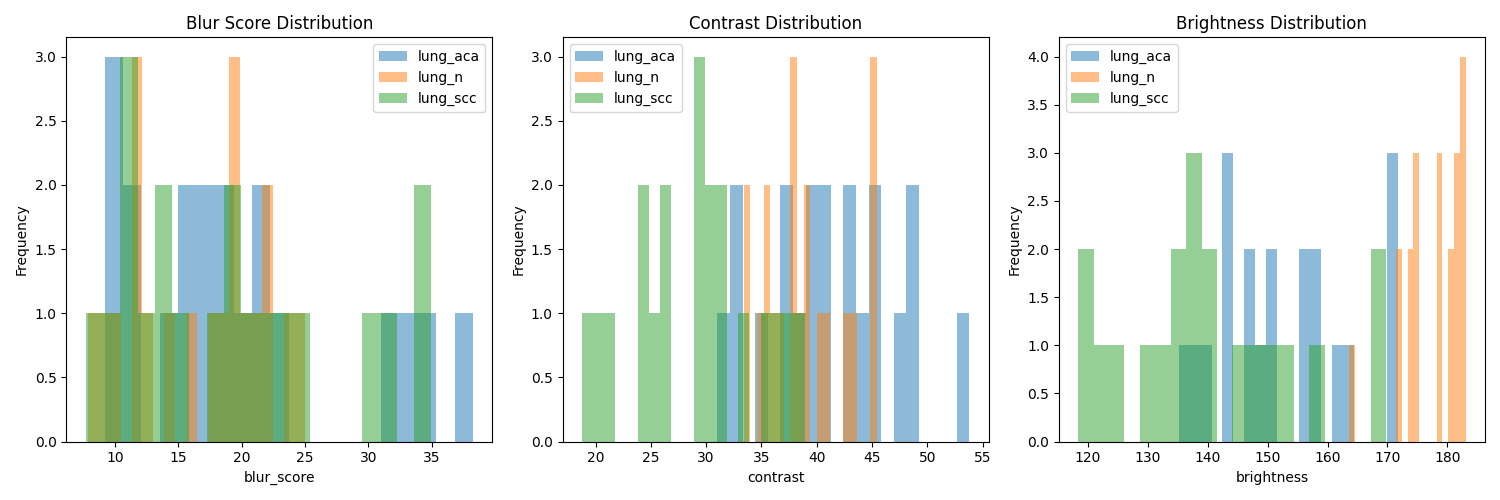 Blur Score Distribution
3.0
2.5
2.0
1.5
1.0
0.5
0.0
Frequency
10 15 20 25 30 35
blur_score
lung_aca
lung_n
lung_scc
Contrast Distribution
3.0
2.5
2.0
1.5
1.0
0.5
0.0
Frequency
20 25 30 35 40 45 50 55
contrast
lung_aca
lung_n
lung_scc
Brightness Distribution
4.0
3.5
3.0
2.5
2.0
1.5
1.0
0.5
0.0
Frequency
120 130 140 150 160 170 180
brightness
lung_aca
lung_n
lung_scc